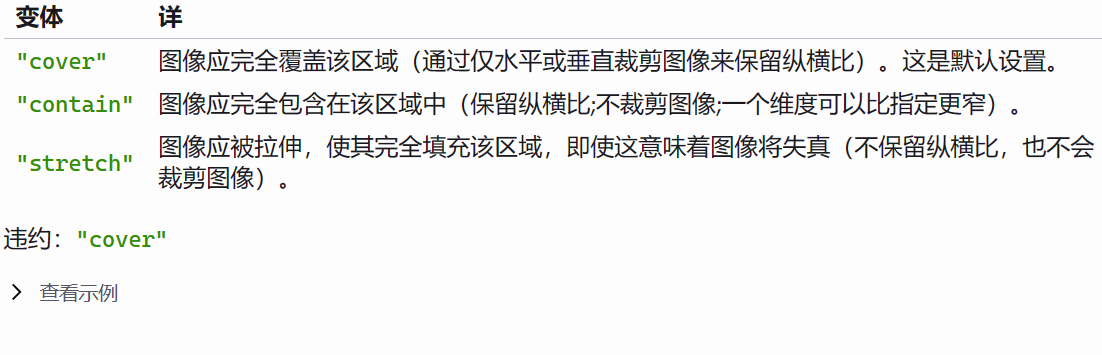 变体 详
"cover" 图像应完全覆盖该区域（通过仅水平或垂直裁剪图像来保留纵横比）。这是默认设置。
"contain" 图像应完全包含在该区域中（保留纵横比;不裁剪图像;一个维度可以比指定更窄）。
"stretch" 图像应被拉伸，使其完全填充该区域，即使这意味着图像将失真（不保留纵横比，也不会
裁剪图像）。
违约："cover"
查看示例